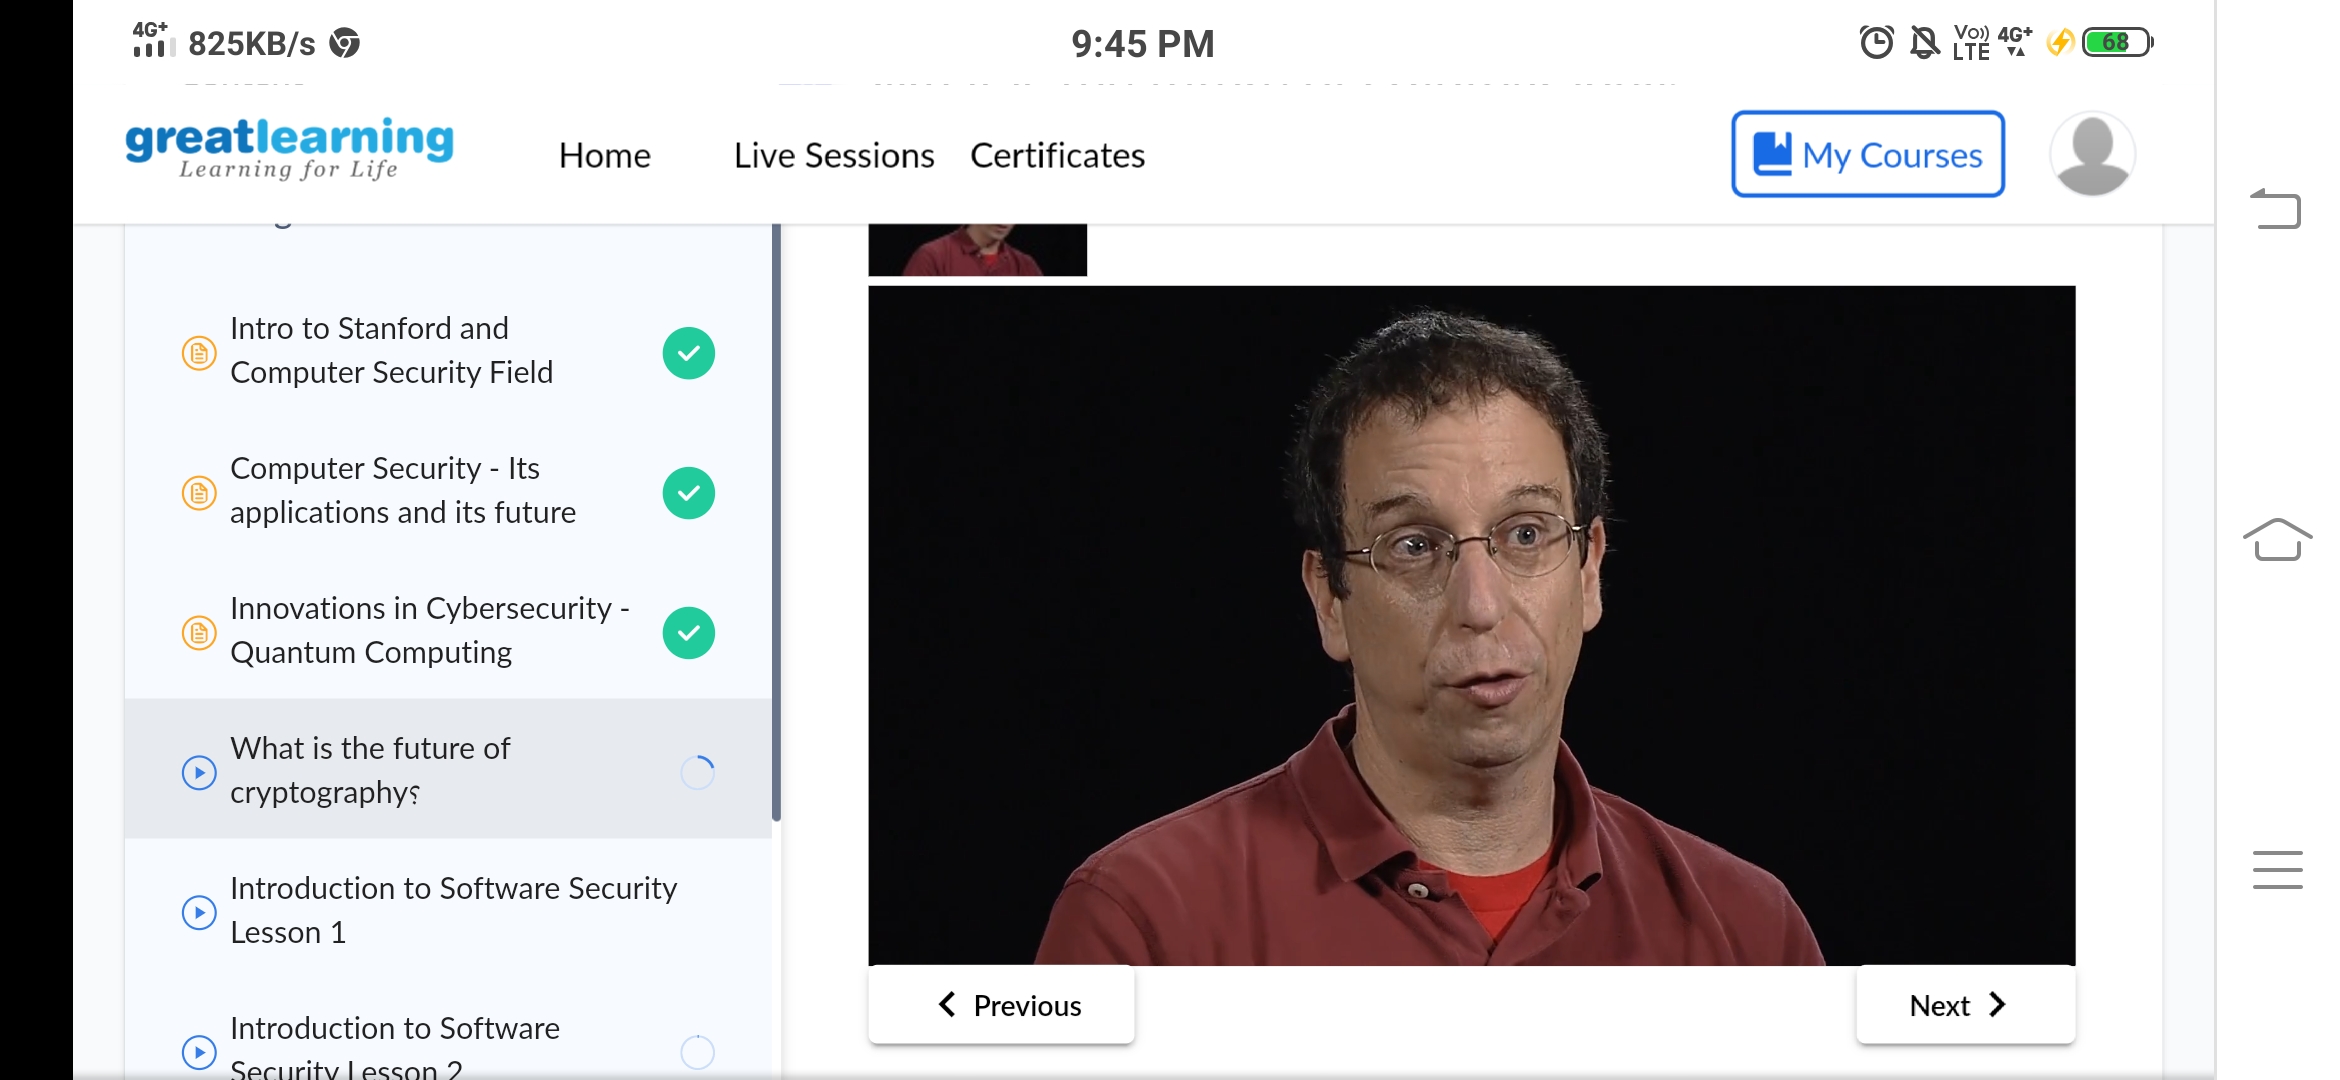 4G+
825KB/s
9:45 PM
Vo))
LTE
4G+
68
greatlearning
Learning for Life
Home
Live Sessions
Certificates
My Courses
Intro to Stanford and
Computer Security Field
Computer Security - Its
applications and its future
Innovations in Cybersecurity -
Quantum Computing
What is the future of
cryptography؟
Introduction to Software Security
Lesson 1
Introduction to Software
Security Lesson 2
Previous
Next